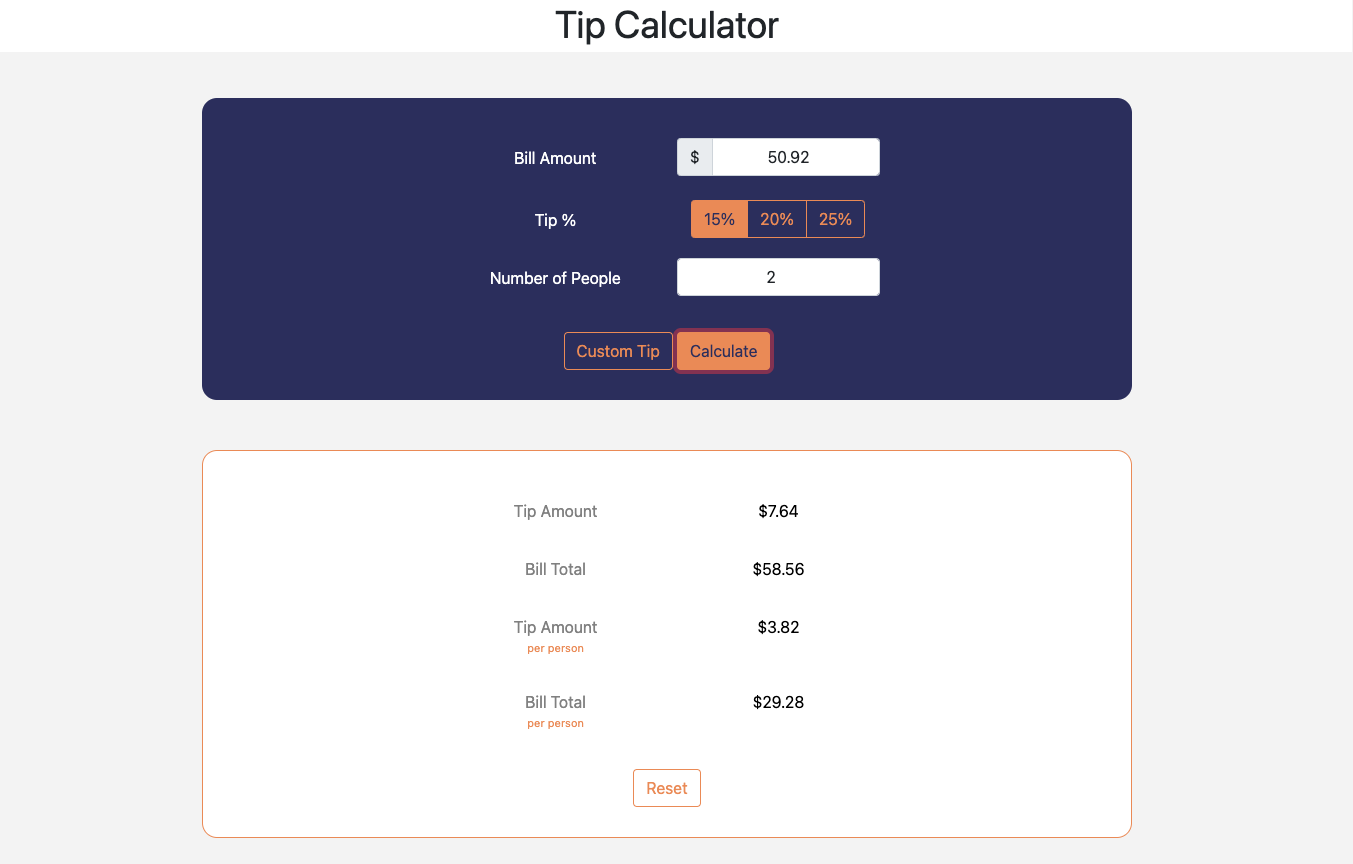 Tip Calculator
Bill Amount $ 50.92
Tip % 15% 20% 25%
Number of People 2
Custom Tip Calculate
Tip Amount $7.64
Bill Total $58.56
Tip Amount $3.82
per person
Bill Total $29.28
per person
Reset